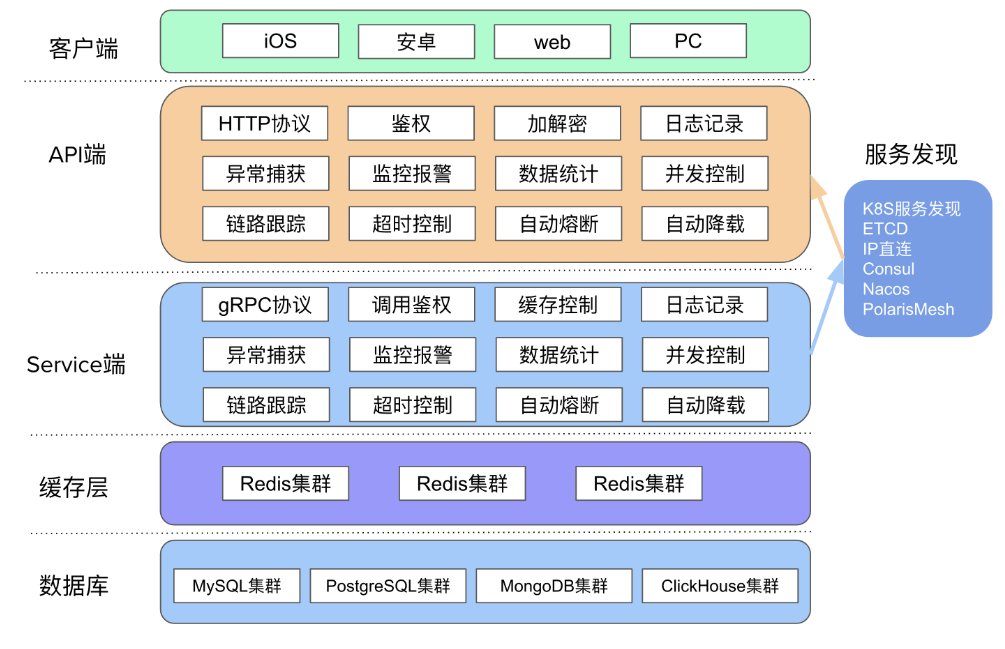 客户端
iOS
安卓
web
PC
API端
HTTP协议
鉴权
加解密
日志记录
异常捕获
监控报警
数据统计
并发控制
链路跟踪
超时控制
自动熔断
自动降载
服务发现
K8S服务发现
ETCD
IP直连
Consul
Nacos
PolarisMesh
Service端
gRPC协议
调用鉴权
缓存控制
日志记录
异常捕获
监控报警
数据统计
并发控制
链路跟踪
超时控制
自动熔断
自动降载
缓存层
Redis集群
Redis集群
Redis集群
数据库
MySQL集群
PostgreSQL集群
MongoDB集群
ClickHouse集群